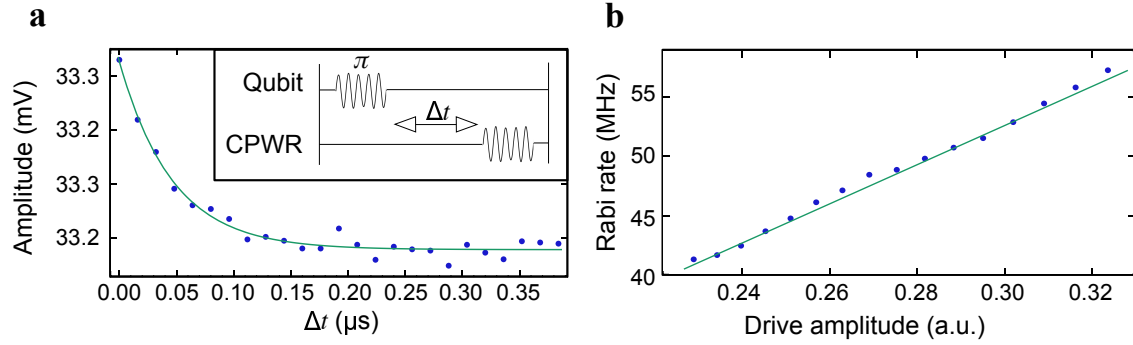 a
33.3
33.2
33.3
33.2
Amplitude (mV)
Qubit
π
Δt
CPWR
0.00 0.05 0.10 0.15 0.20 0.25 0.30 0.35
Δt (μs)
b
55
50
45
40
Rabi rate (MHz)
0.24 0.26 0.28 0.30 0.32
Drive amplitude (a.u.)